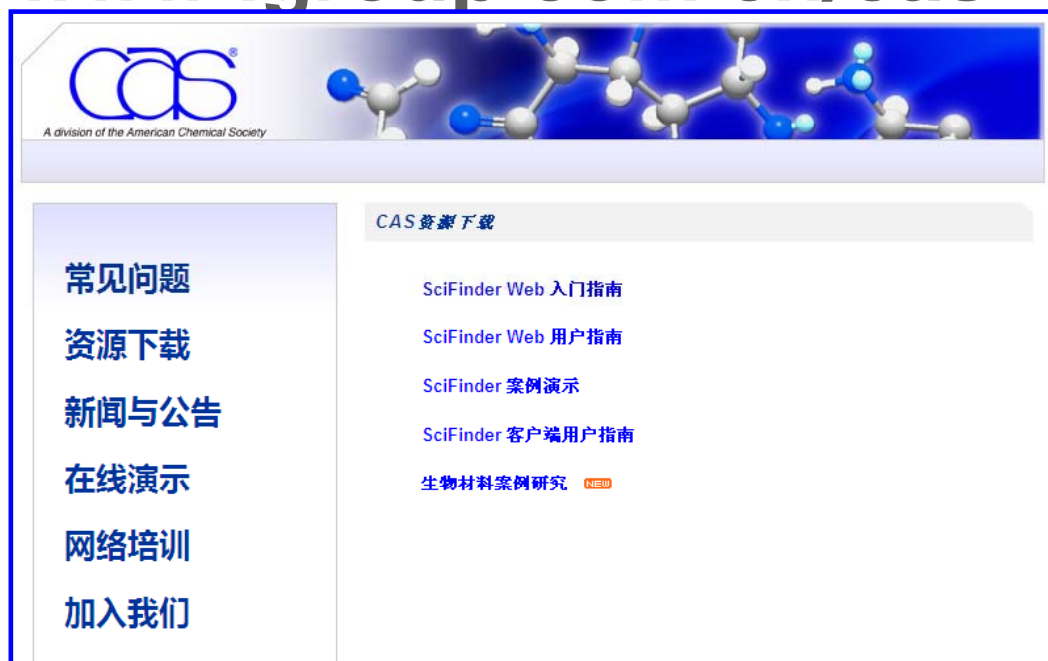 CAS®
A division of the American Chemical Society
CAS资源下载
常见问题
资源下载
新闻与公告
在线演示
网络培训
加入我们
SciFinder Web 入门指南
SciFinder Web 用户指南
SciFinder 案例演示
SciFinder 客户端用户指南
生物材料案例研究 NEW